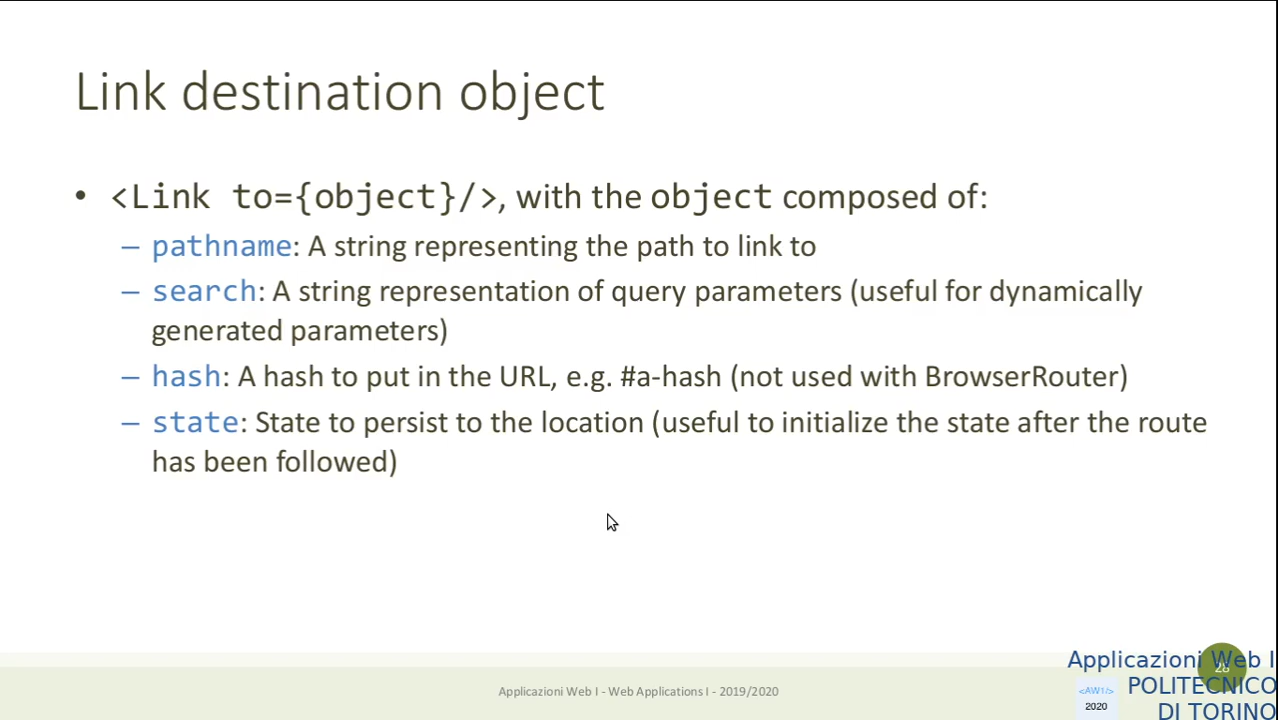 Link destination object
• <Link to={object}/>, with the object composed of:
– pathname: A string representing the path to link to
– search: A string representation of query parameters (useful for dynamically
generated parameters)
– hash: A hash to put in the URL, e.g. #a-hash (not used with BrowserRouter)
– state: State to persist to the location (useful to initialize the state after the route
has been followed)
Applicazioni Web I - Web Applications I - 2019/2020
Applicazioni Web I
POLITECNICO
DI TORINO
<AW1/>
2020